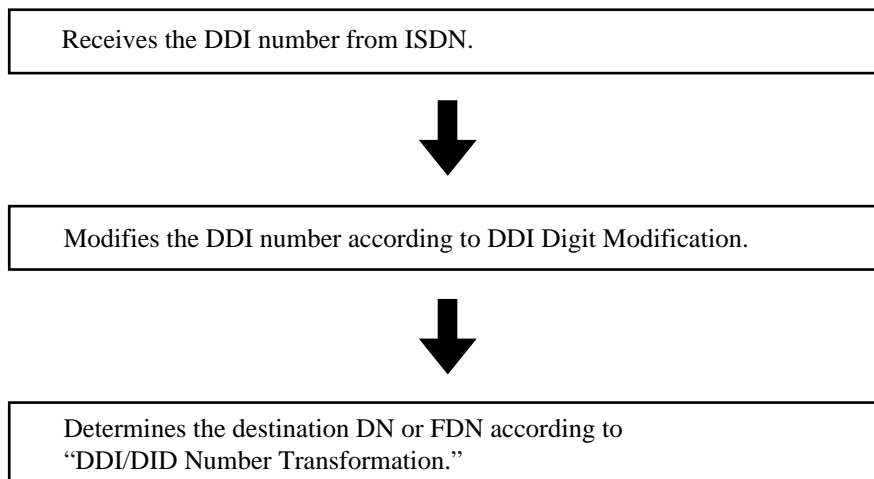 Receives the DDI number from ISDN.
Modifies the DDI number according to DDI Digit Modification.
Determines the destination DN or FDN according to
“DDI/DID Number Transformation.”